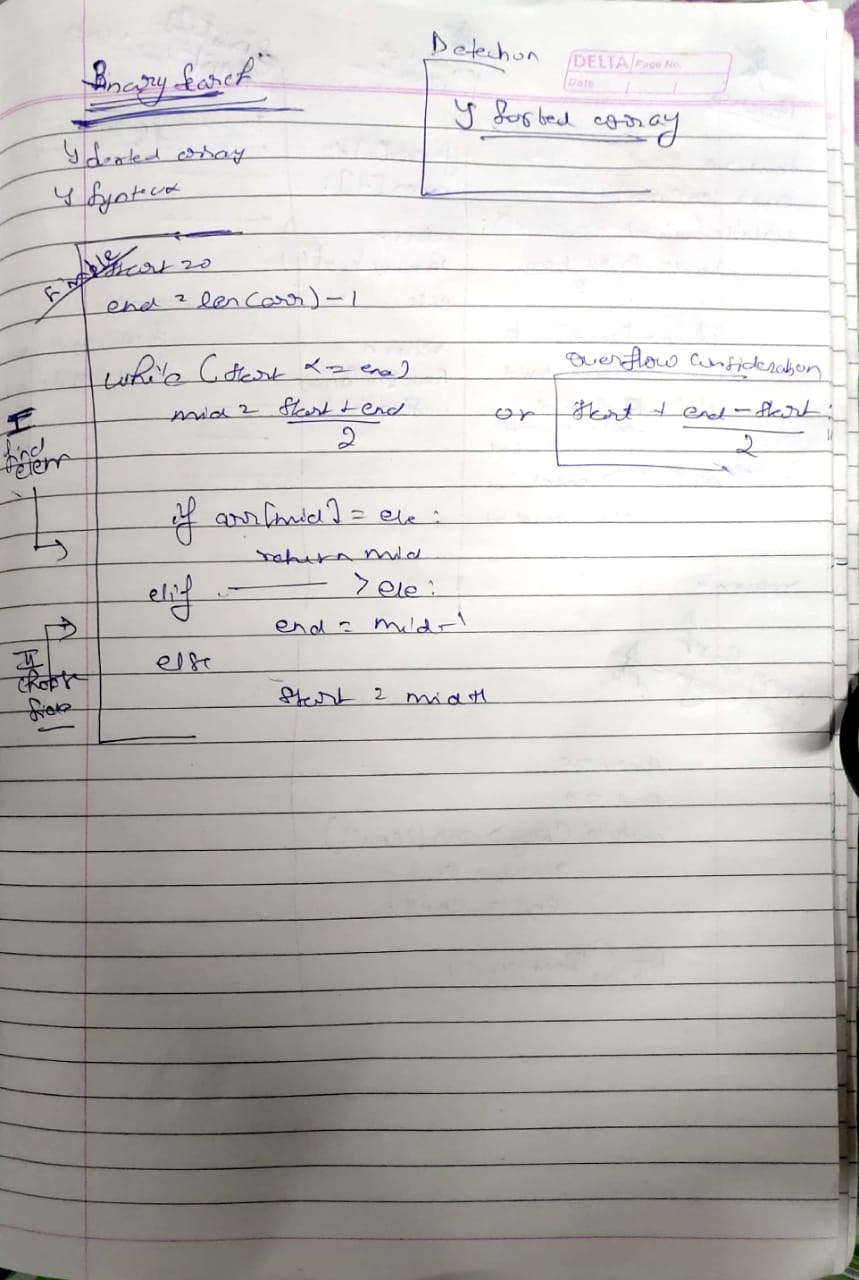 Binary Search
Detection
DELTA Page No.
Date
→ Sorted array
→ Sorted array
→ Syntax
Simple
start = 0
end = len(arr) - 1
while (start <= end)
mid = start + end / 2 or
overflow consideration
start + end - start / 2
I
find
elem
if arr[mid] = ele :
return mid
elif ——— > ele :
end = mid - 1
II
else
start = mid + 1